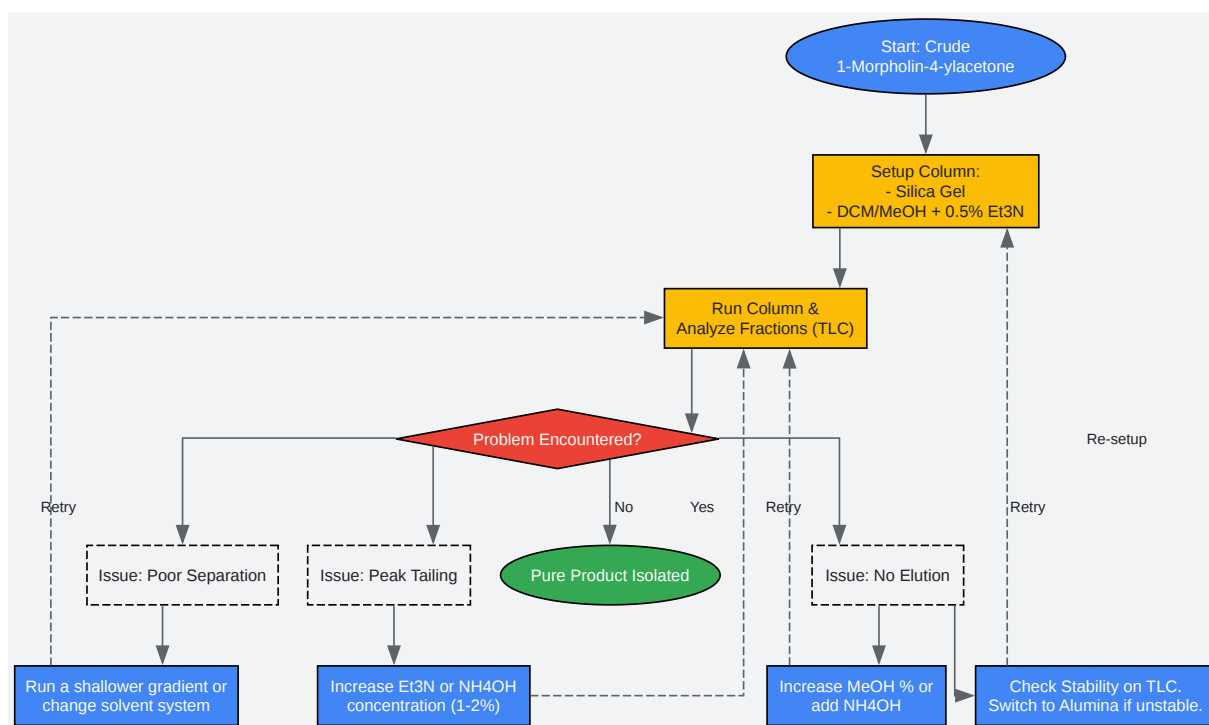 Start: Crude
1-Morpholin-4-ylacetone
Setup Column:
- Silica Gel
- DCM/MeOH + 0.5% Et3N
Run Column &
Analyze Fractions (TLC)
Problem Encountered?
Re-setup
Retry
No
Yes
Retry
Retry
Issue: Poor Separation
Issue: Peak Tailing
Pure Product Isolated
Issue: No Elution
Run a shallower gradient or
change solvent system
Increase Et3N or NH4OH
concentration (1-2%)
Increase MeOH % or
add NH4OH
Check Stability on TLC.
Switch to Alumina if unstable.